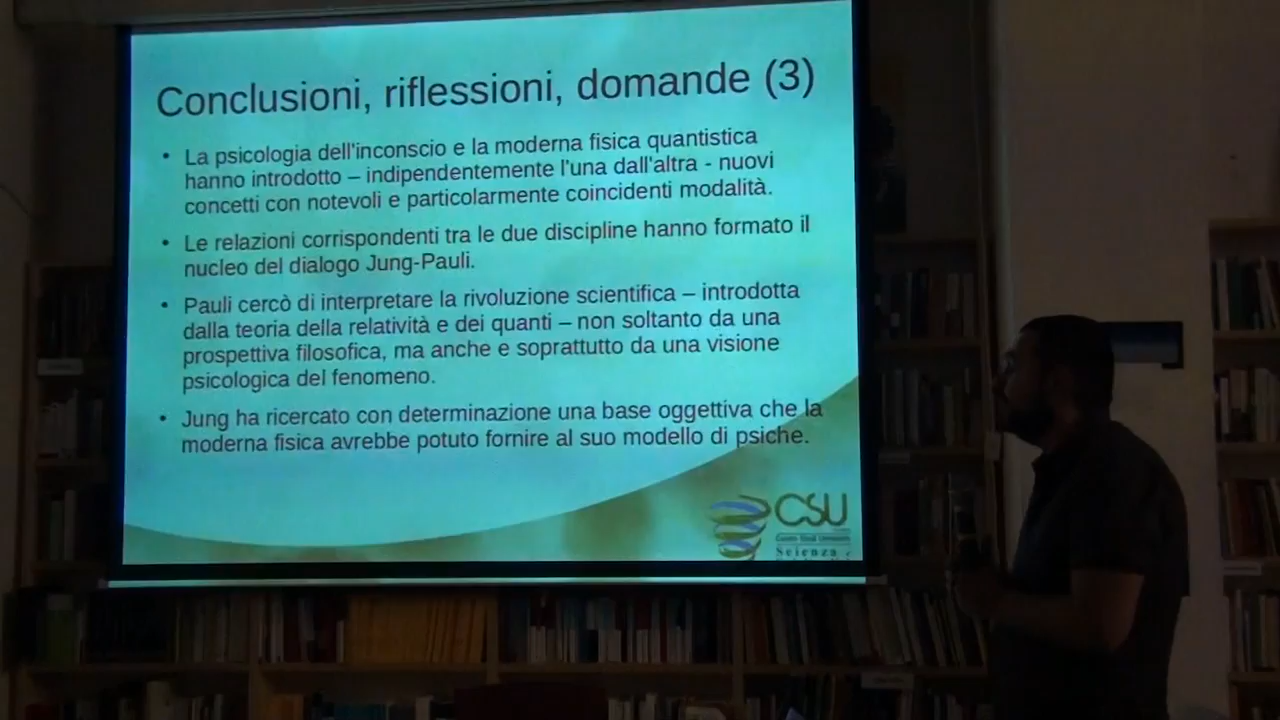 Conclusioni, riflessioni, domande (3)
• La psicologia dell'inconscio e la moderna fisica quantistica
hanno introdotto – indipendentemente l'una dall'altra - nuovi
concetti con notevoli e particolarmente coincidenti modalità.
• Le relazioni corrispondenti tra le due discipline hanno formato il
nucleo del dialogo Jung-Pauli.
• Pauli cercò di interpretare la rivoluzione scientifica – introdotta
dalla teoria della relatività e dei quanti – non soltanto da una
prospettiva filosofica, ma anche e soprattutto da una visione
psicologica del fenomeno.
• Jung ha ricercato con determinazione una base oggettiva che la
moderna fisica avrebbe potuto fornire al suo modello di psiche.
CSU
Scienza e